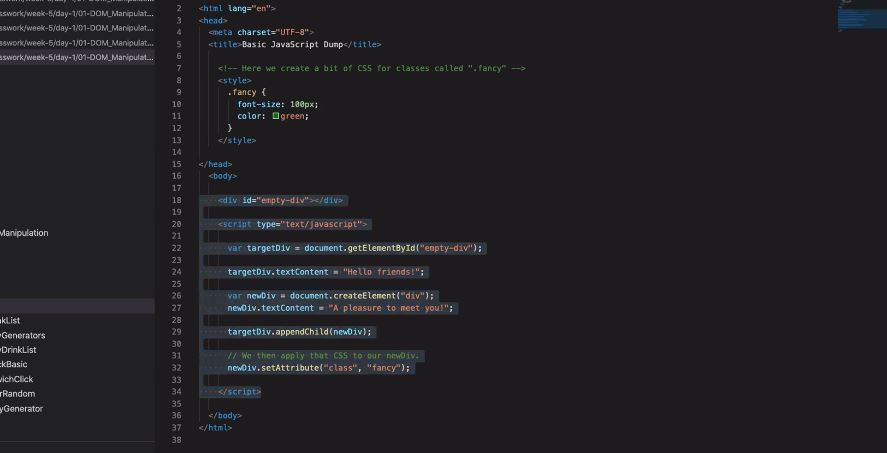 sswork/week-5/day-1/01-DOM_Manipulat...
sswork/week-5/day-1/01-DOM_Manipulat...
sswork/week-5/day-1/01-DOM_Manipulat...
sswork/week-5/day-1/01-DOM_Manipulat...
Manipulation
kList
yGenerators
yDrinkList
ckBasic
wichClick
rRandom
yGenerator
2 <html lang="en">
3 <head>
4 <meta charset="UTF-8">
5 <title>Basic JavaScript Dump</title>
6
7 <!-- Here we create a bit of CSS for classes called ".fancy" -->
8 <style>
9 .fancy {
10 font-size: 100px;
11 color: green;
12 }
13 </style>
14
15 </head>
16 <body>
17
18 <div id="empty-div"></div>
19
20 <script type="text/javascript">
21
22 var targetDiv = document.getElementById("empty-div");
23
24 targetDiv.textContent = "Hello friends!";
25
26 var newDiv = document.createElement("div");
27 newDiv.textContent = "A pleasure to meet you!";
28
29 targetDiv.appendChild(newDiv);
30
31 // We then apply that CSS to our newDiv.
32 newDiv.setAttribute("class", "fancy");
33
34 </script>
35
36 </body>
37 </html>
38